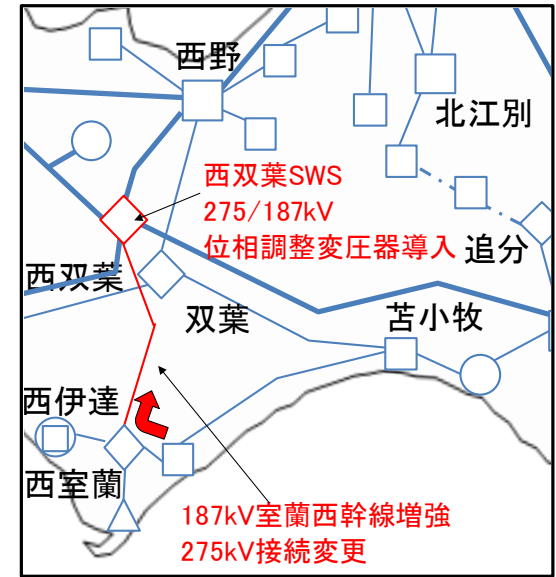 西野
北江別
西双葉SWS
275/187kV
位相調整変圧器導入
追分
西双葉
双葉
苫小牧
西伊達
西室蘭
187kV室蘭西幹線増強
275kV接続変更